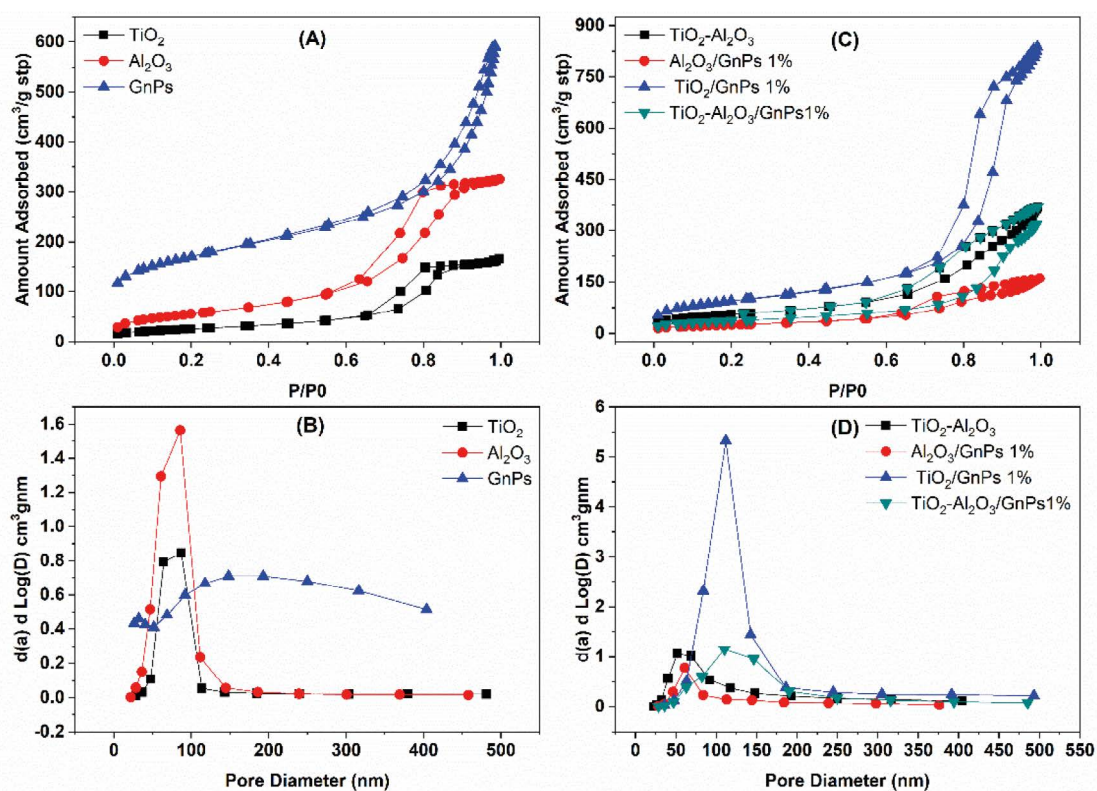 (A)
TiO2
Al2O3
GnPs
600
500
400
300
200
100
0
0.0 0.2 0.4 0.6 0.8 1.0
P/P0
Amount Adsorbed (cm3/g stp)
(C)
TiO2-Al2O3
Al2O3/GnPs 1%
TiO2/GnPs 1%
TiO2-Al2O3/GnPs1%
900
750
600
450
300
150
0
0.0 0.2 0.4 0.6 0.8 1.0
P/P0
Amount Adsorbed (cm3/g stp)
(B)
TiO2
Al2O3
GnPs
1.6
1.4
1.2
1.0
0.8
0.6
0.4
0.2
0.0
-0.2
0 100 200 300 400 500
Pore Diameter (nm)
d(a) d Log(D) cm3gnm
(D)
TiO2-Al2O3
Al2O3/GnPs 1%
TiO2/GnPs 1%
TiO2-Al2O3/GnPs1%
6
5
4
3
2
1
0
0 50 100 150 200 250 300 350 400 450 500 550
Pore Diameter (nm)
d(a) d Log(D) cm3gnm